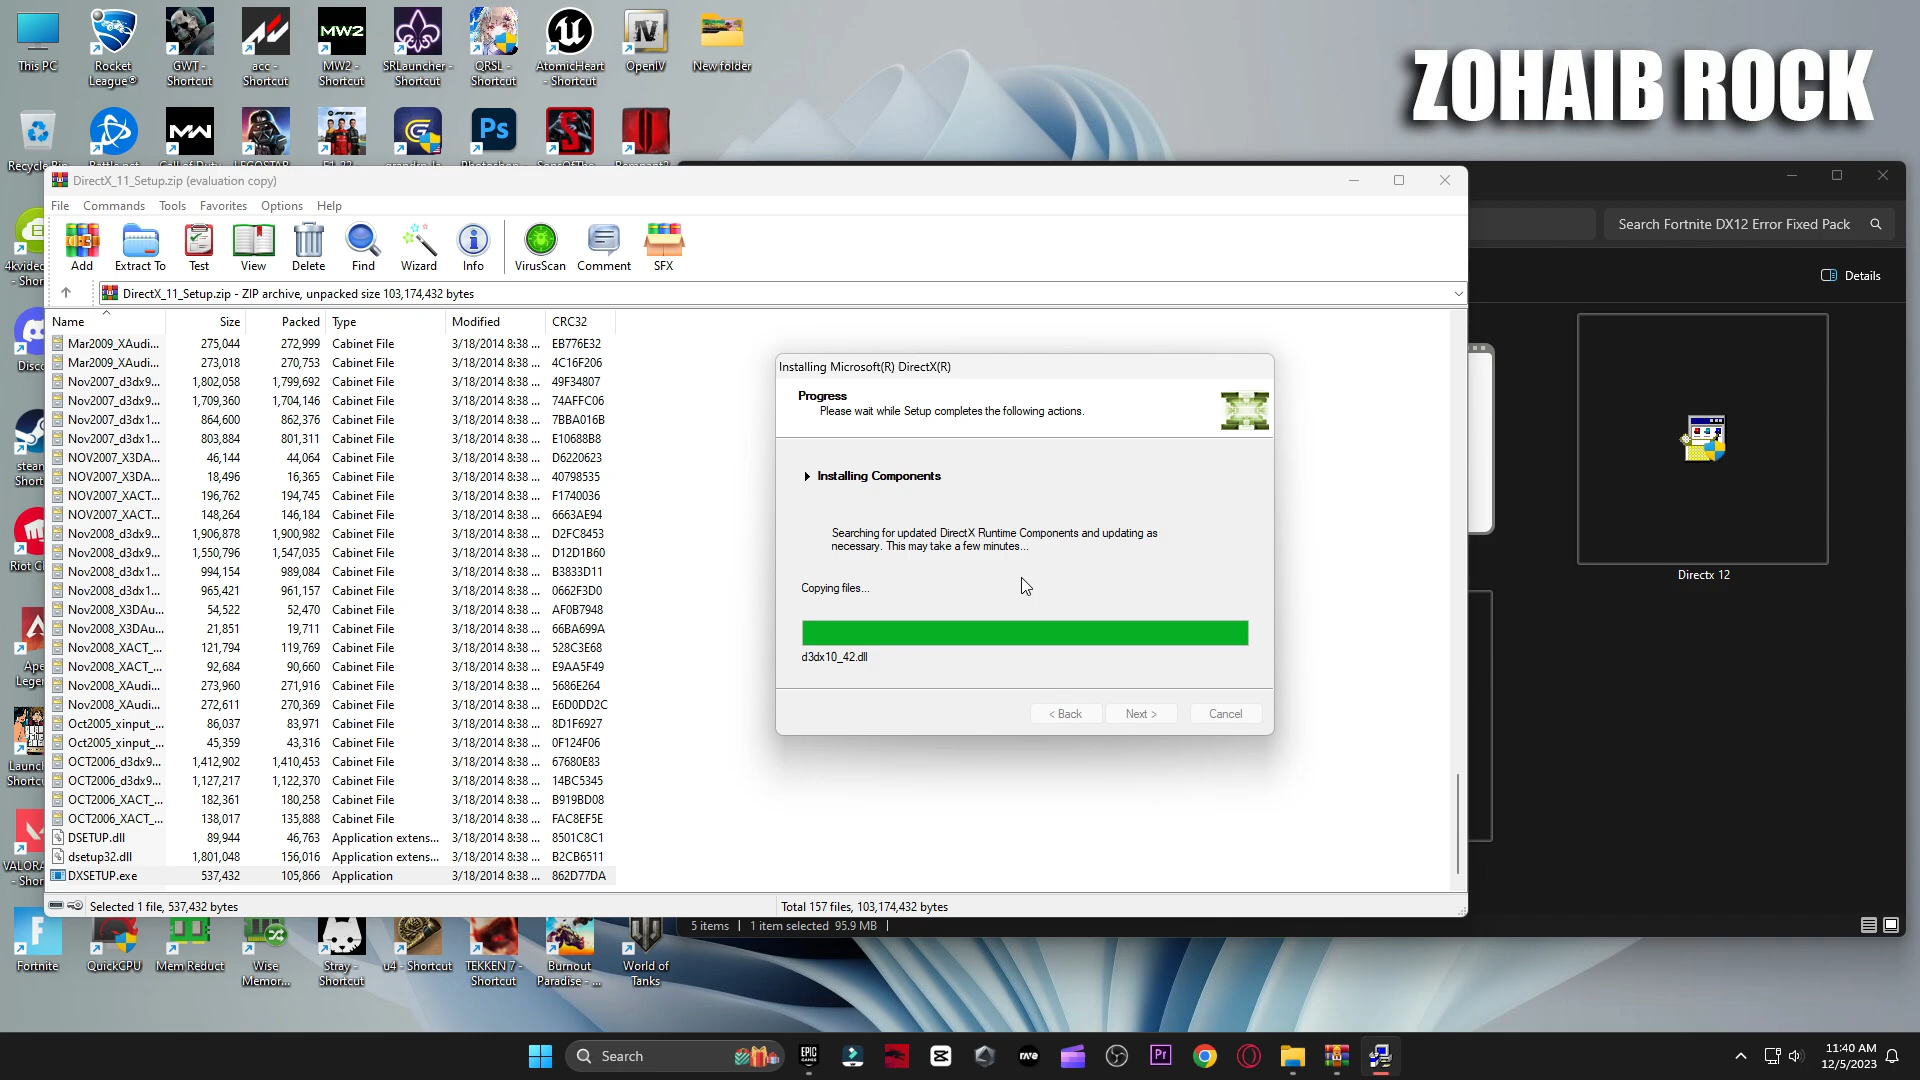 This PC
Rocket
League®
GWT -
Shortcut
acc -
Shortcut
MW2
MW2 -
Shortcut
SRLauncher -
Shortcut
QRSL -
Shortcut
AtomicHeart
- Shortcut
OpenIV
New folder
ZOHAIB ROCK
Ps
DirectX_11_Setup.zip (evaluation copy)
File Commands Tools Favorites Options Help
Add Extract To Test View Delete Find Wizard Info VirusScan Comment SFX
DirectX_11_Setup.zip - ZIP archive, unpacked size 103,174,432 bytes
Search Fortnite DX12 Error Fixed Pack
Details
Name Size Packed Type Modified CRC32
Mar2009_XAudi... 275,044 272,999 Cabinet File 3/18/2014 8:38 ... EB776E32
Mar2009_XAudi... 273,018 270,753 Cabinet File 3/18/2014 8:38 ... 4C16F206
Nov2007_d3dx9... 1,802,058 1,799,692 Cabinet File 3/18/2014 8:38 ... 49F34807
Nov2007_d3dx9... 1,709,360 1,704,146 Cabinet File 3/18/2014 8:38 ... 74AFFC06
Nov2007_d3dx1... 864,600 862,376 Cabinet File 3/18/2014 8:38 ... 7BBA016B
Nov2007_d3dx1... 803,884 801,311 Cabinet File 3/18/2014 8:38 ... E10688B8
NOV2007_X3DA... 46,144 44,064 Cabinet File 3/18/2014 8:38 ... D6220623
NOV2007_X3DA... 18,496 16,365 Cabinet File 3/18/2014 8:38 ... 40798535
NOV2007_XACT... 196,762 194,745 Cabinet File 3/18/2014 8:38 ... F1740036
NOV2007_XACT... 148,264 146,184 Cabinet File 3/18/2014 8:38 ... 6663AE94
Nov2008_d3dx9... 1,906,878 1,900,982 Cabinet File 3/18/2014 8:38 ... D2FC8453
Nov2008_d3dx9... 1,550,796 1,547,035 Cabinet File 3/18/2014 8:38 ... D12D1B60
Nov2008_d3dx1... 994,154 989,084 Cabinet File 3/18/2014 8:38 ... B3833D11
Nov2008_d3dx1... 965,421 961,157 Cabinet File 3/18/2014 8:38 ... 0662F3D0
Nov2008_X3DAu... 54,522 52,470 Cabinet File 3/18/2014 8:38 ... AF0B7948
Nov2008_X3DAu... 21,851 19,711 Cabinet File 3/18/2014 8:38 ... 66BA699A
Nov2008_XACT_... 121,794 119,769 Cabinet File 3/18/2014 8:38 ... 528C3E68
Nov2008_XACT_... 92,684 90,660 Cabinet File 3/18/2014 8:38 ... E9AA5F49
Nov2008_XAudi... 273,960 271,916 Cabinet File 3/18/2014 8:38 ... 5686E264
Nov2008_XAudi... 272,611 270,369 Cabinet File 3/18/2014 8:38 ... E6D0DD2C
Oct2005_xinput_... 86,037 83,971 Cabinet File 3/18/2014 8:38 ... 8D1F6927
Oct2005_xinput_... 45,359 43,316 Cabinet File 3/18/2014 8:38 ... 0F124F06
OCT2006_d3dx9... 1,412,902 1,410,453 Cabinet File 3/18/2014 8:38 ... 67680E83
OCT2006_d3dx9... 1,127,217 1,122,370 Cabinet File 3/18/2014 8:38 ... 14BC5345
OCT2006_XACT_... 182,361 180,258 Cabinet File 3/18/2014 8:38 ... B919BD08
OCT2006_XACT_... 138,017 135,888 Cabinet File 3/18/2014 8:38 ... FAC8EF5E
DSETUP.dll 89,944 46,763 Application extens... 3/18/2014 8:38 ... 8501C8C1
dsetup32.dll 1,801,048 156,016 Application extens... 3/18/2014 8:38 ... B2CB6511
DXSETUP.exe 537,432 105,866 Application 3/18/2014 8:38 ... 862D77DA
Selected 1 file, 537,432 bytes
Total 157 files, 103,174,432 bytes
Installing Microsoft(R) DirectX(R)
Progress
Please wait while Setup completes the following actions.
Installing Components
Searching for updated DirectX Runtime Components and updating as
necessary. This may take a few minutes...
Copying files...
d3dx10_42.dll
< Back Next > Cancel
Directx 12
5 items 1 item selected 95.9 MB
Fortnite
QuickCPU
Mem Reduct
Wise
Memor...
Stray -
Shortcut
u4 - Shortcut
TEKKEN 7 -
Shortcut
Burnout
Paradise - ...
World of
Tanks
Search
EPIC
GAMES
Pr
11:40 AM
12/5/2023